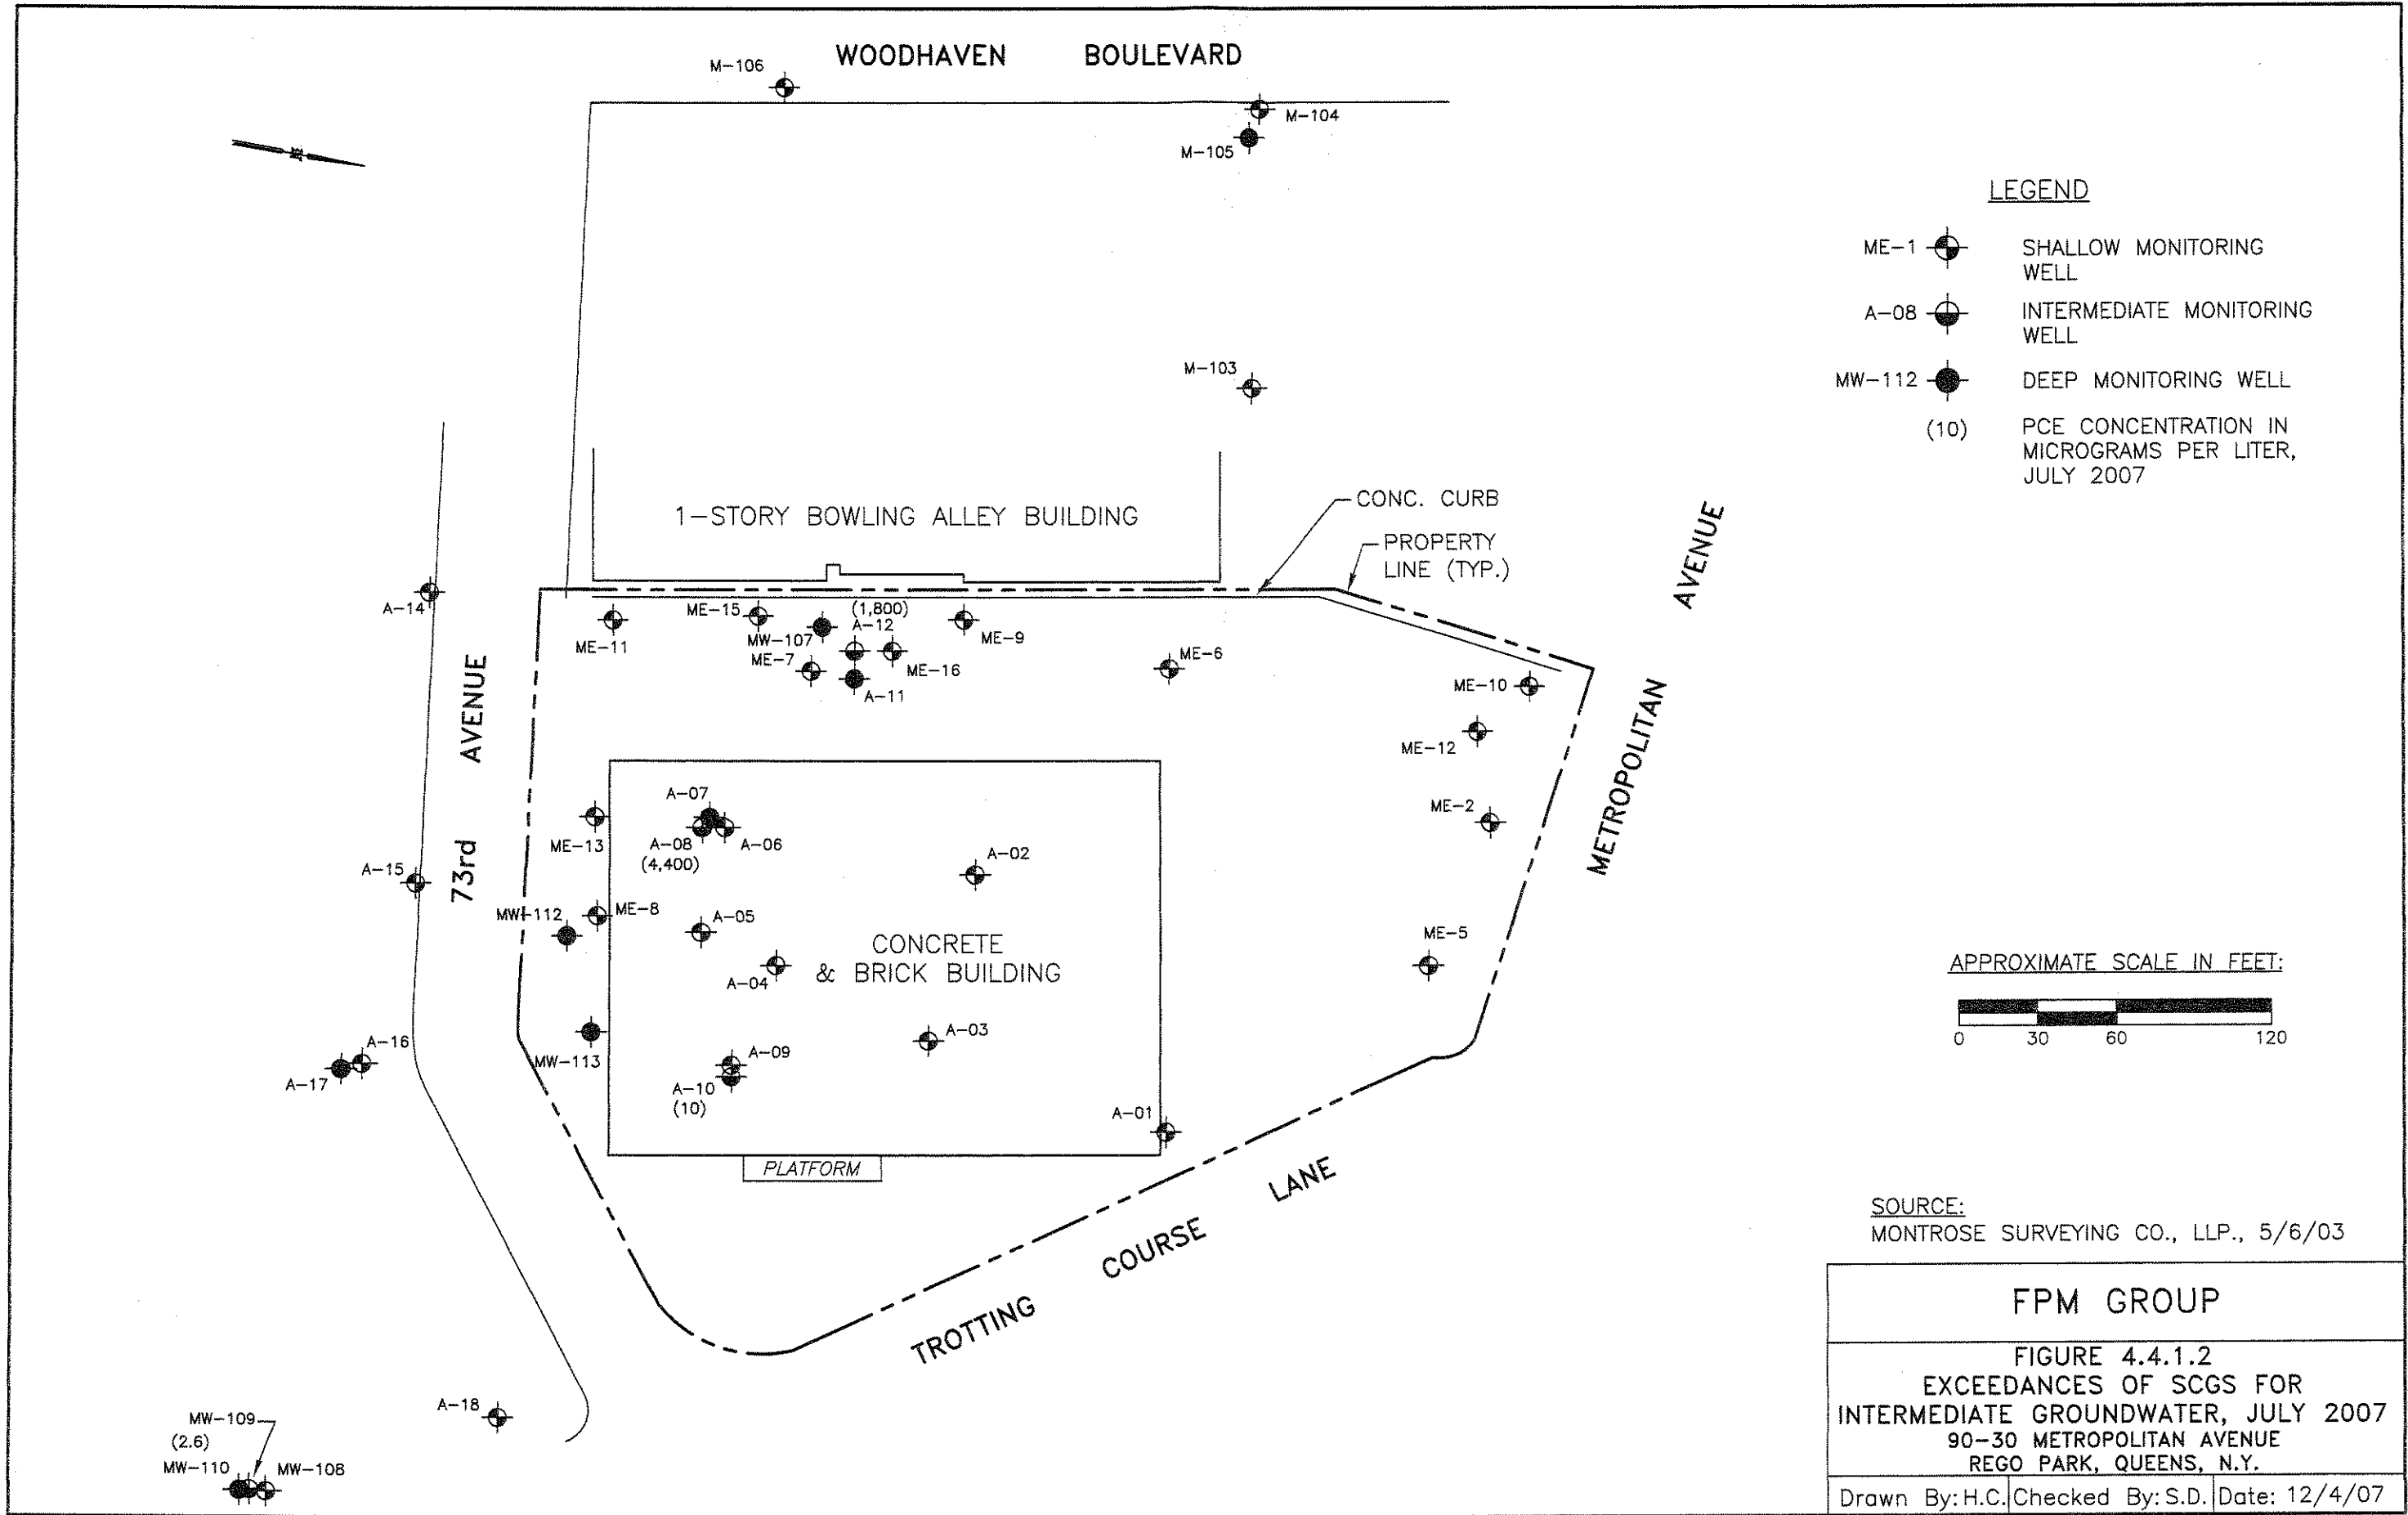 WOODHAVEN BOULEVARD
M-106
M-104
M-105
N
M-103
LEGEND
ME-1
SHALLOW MONITORING
WELL
A-08
INTERMEDIATE MONITORING
WELL
MW-112
DEEP MONITORING WELL
(10)
PCE CONCENTRATION IN
MICROGRAMS PER LITER,
JULY 2007
1-STORY BOWLING ALLEY BUILDING
CONC. CURB
PROPERTY
LINE (TYP.)
METROPOLITAN AVENUE
73rd AVENUE
A-14
ME-11
ME-15
(1,800)
MW-107
A-12
ME-9
ME-7
ME-16
A-11
ME-6
ME-10
ME-12
ME-2
ME-5
A-07
ME-13
A-08
(4,400)
A-06
A-02
A-15
MW-112
ME-8
A-05
CONCRETE
& BRICK BUILDING
A-04
A-03
A-16
A-17
MW-113
A-09
A-10
(10)
A-01
PLATFORM
TROTTING COURSE LANE
A-18
MW-109
(2.6)
MW-110
MW-108
APPROXIMATE SCALE IN FEET:
0 30 60 120
SOURCE:
MONTROSE SURVEYING CO., LLP., 5/6/03
FPM GROUP
FIGURE 4.4.1.2
EXCEEDANCES OF SCGS FOR
INTERMEDIATE GROUNDWATER, JULY 2007
90-30 METROPOLITAN AVENUE
REGO PARK, QUEENS, N.Y.
Drawn By: H.C. Checked By: S.D. Date: 12/4/07